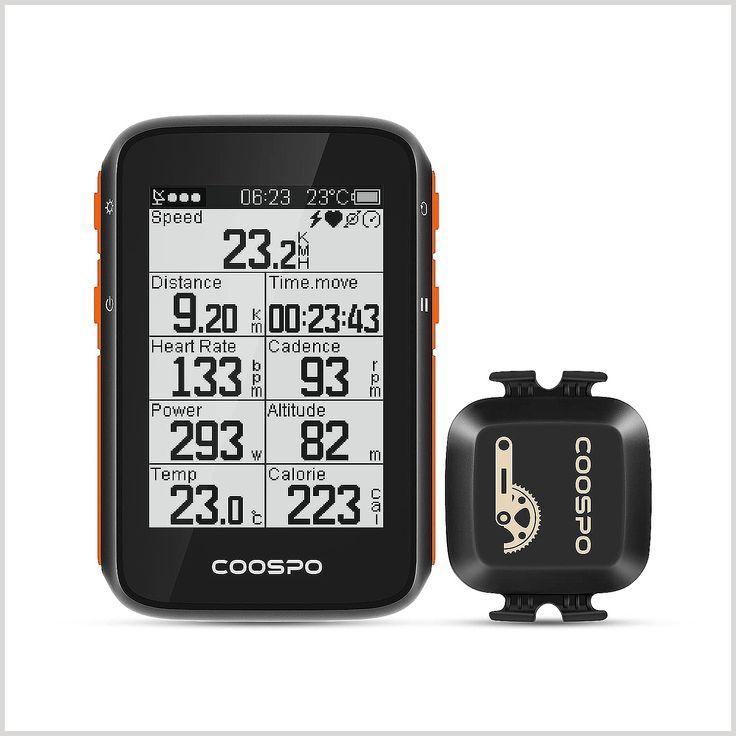 06:23 23°C
Speed
23.2 KMH
Distance Time.move
9.20 km 00:23:43
Heart Rate Cadence
133 bpm 93 rpm
Power Altitude
293 w 82 m
Temp Calorie
23.0 °C 223 cal
COOSPO
COOSPO